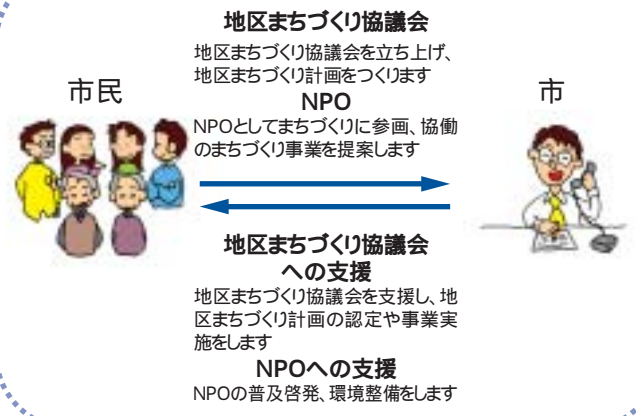 地区まちづくり協議会
地区まちづくり協議会を立ち上げ、
地区まちづくり計画をつくります
市民
市
NPO
NPOとしてまちづくりに参画、協働
のまちづくり事業を提案します
地区まちづくり協議会
への支援
地区まちづくり協議会を支援し、地
区まちづくり計画の認定や事業実
施をします
NPOへの支援
NPOの普及啓発、環境整備をします